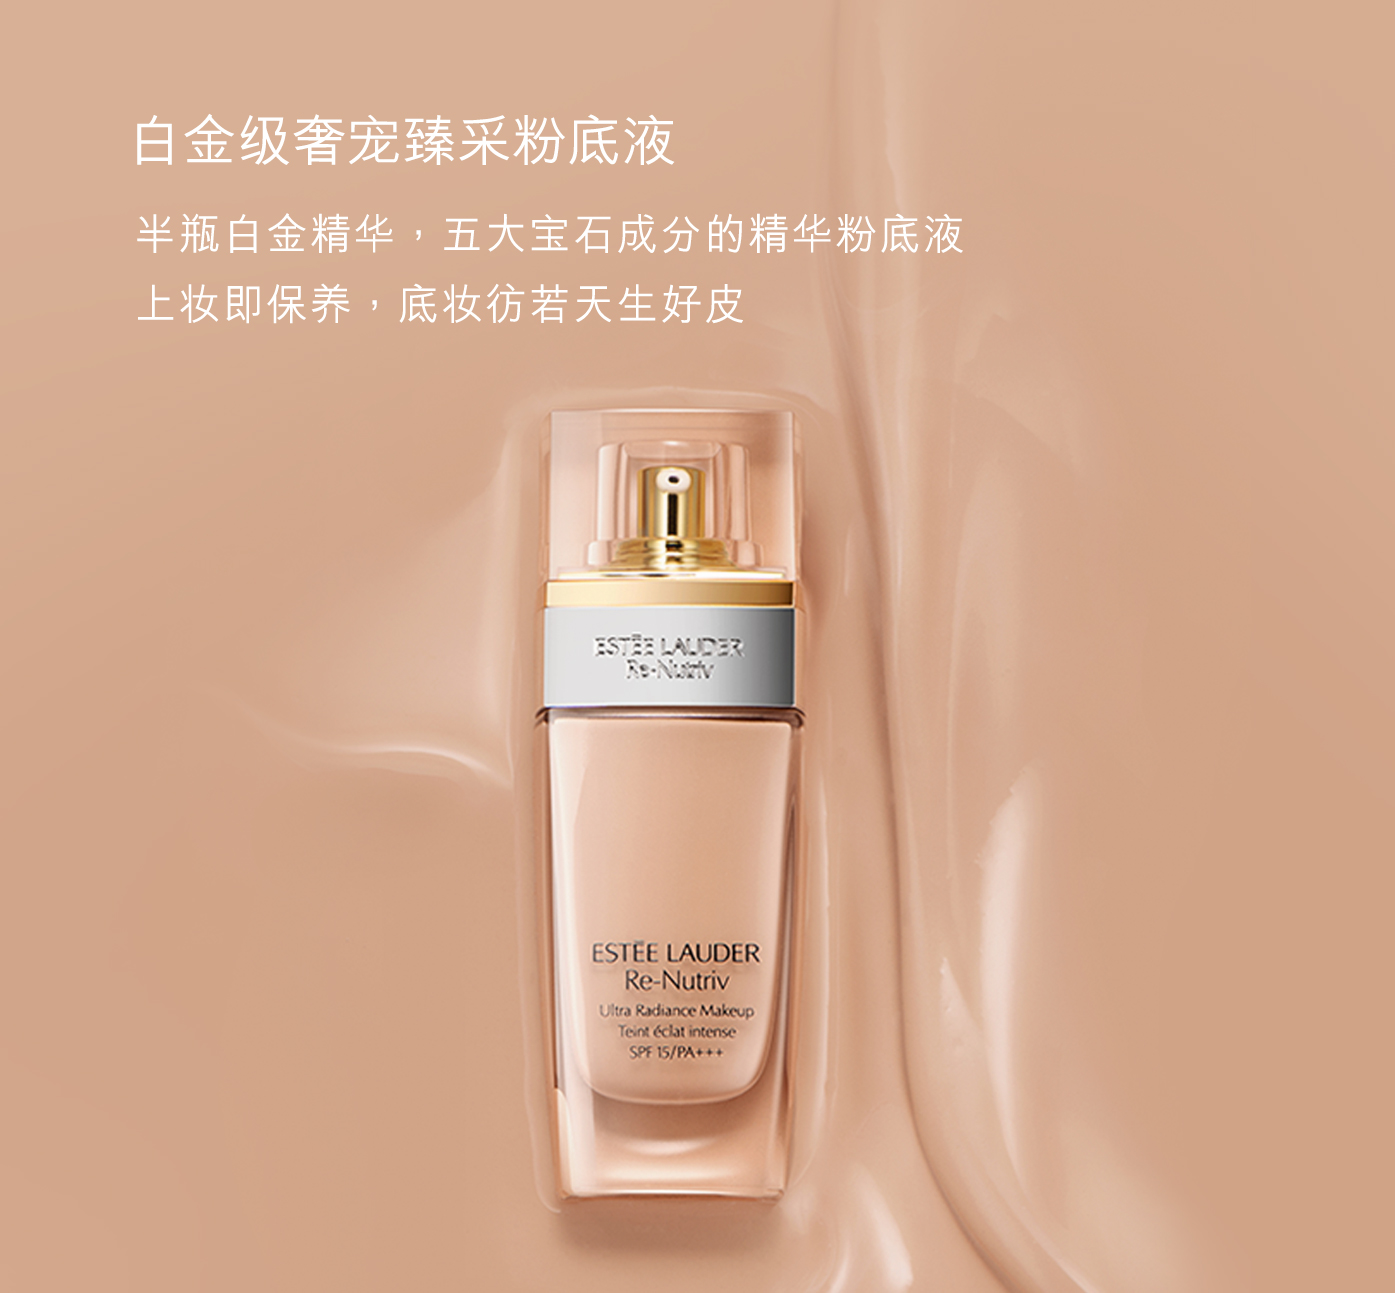 白金级奢宠臻采粉底液
半瓶白金精华，五大宝石成分的精华粉底液
上妆即保养，底妆彷若天生好皮
ESTĒE LAUDER
Re-Nutriv
ESTĒE LAUDER
Re-Nutriv
Ultra Radiance Makeup
Teint éclat intense
SPF 15/PA+++